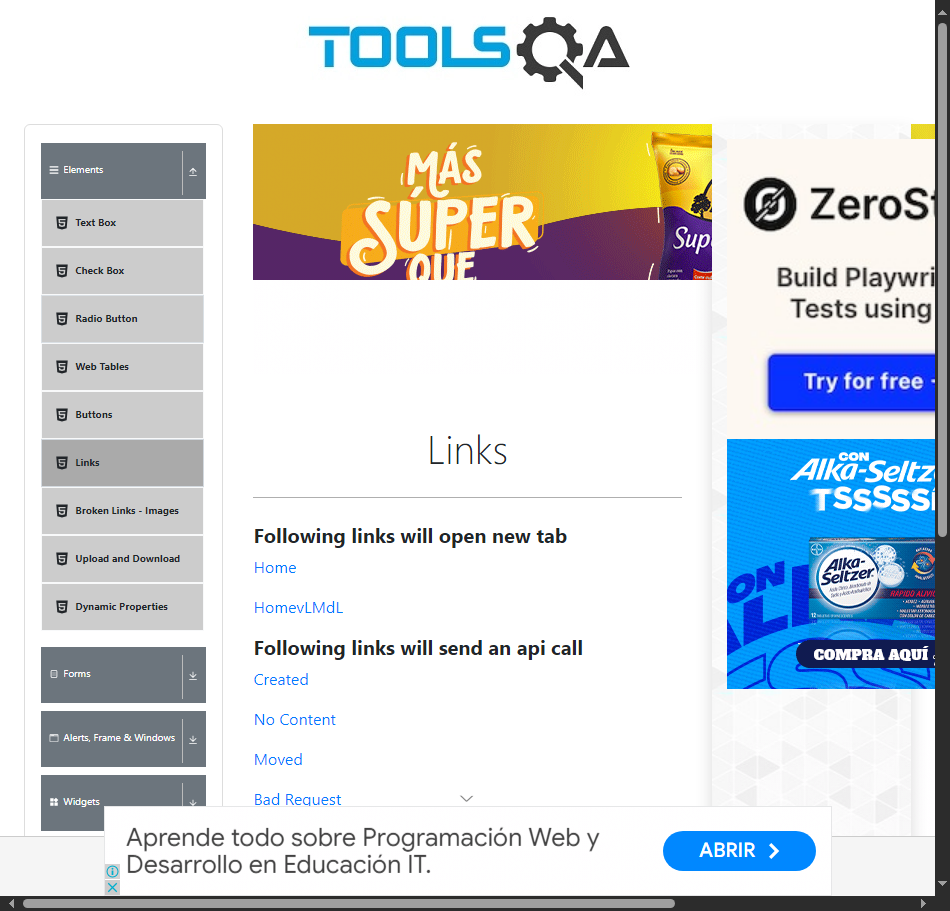 TOOLSQA
Elements
Text Box
Check Box
Radio Button
Web Tables
Buttons
Links
Broken Links - Images
Upload and Download
Dynamic Properties
Forms
Alerts, Frame & Windows
Widgets
MÁS
SÚPER
QUE
Links
Following links will open new tab
Home
HomevLMdL
Following links will send an api call
Created
No Content
Moved
Bad Request
Build Playwri
Tests using
Try for free
CON
Alka-Seltz
TSSSSSí
Alka-
Seltzer
COMPRA AQUÍ
Aprende todo sobre Programación Web y
Desarrollo en Educación IT.
ABRIR